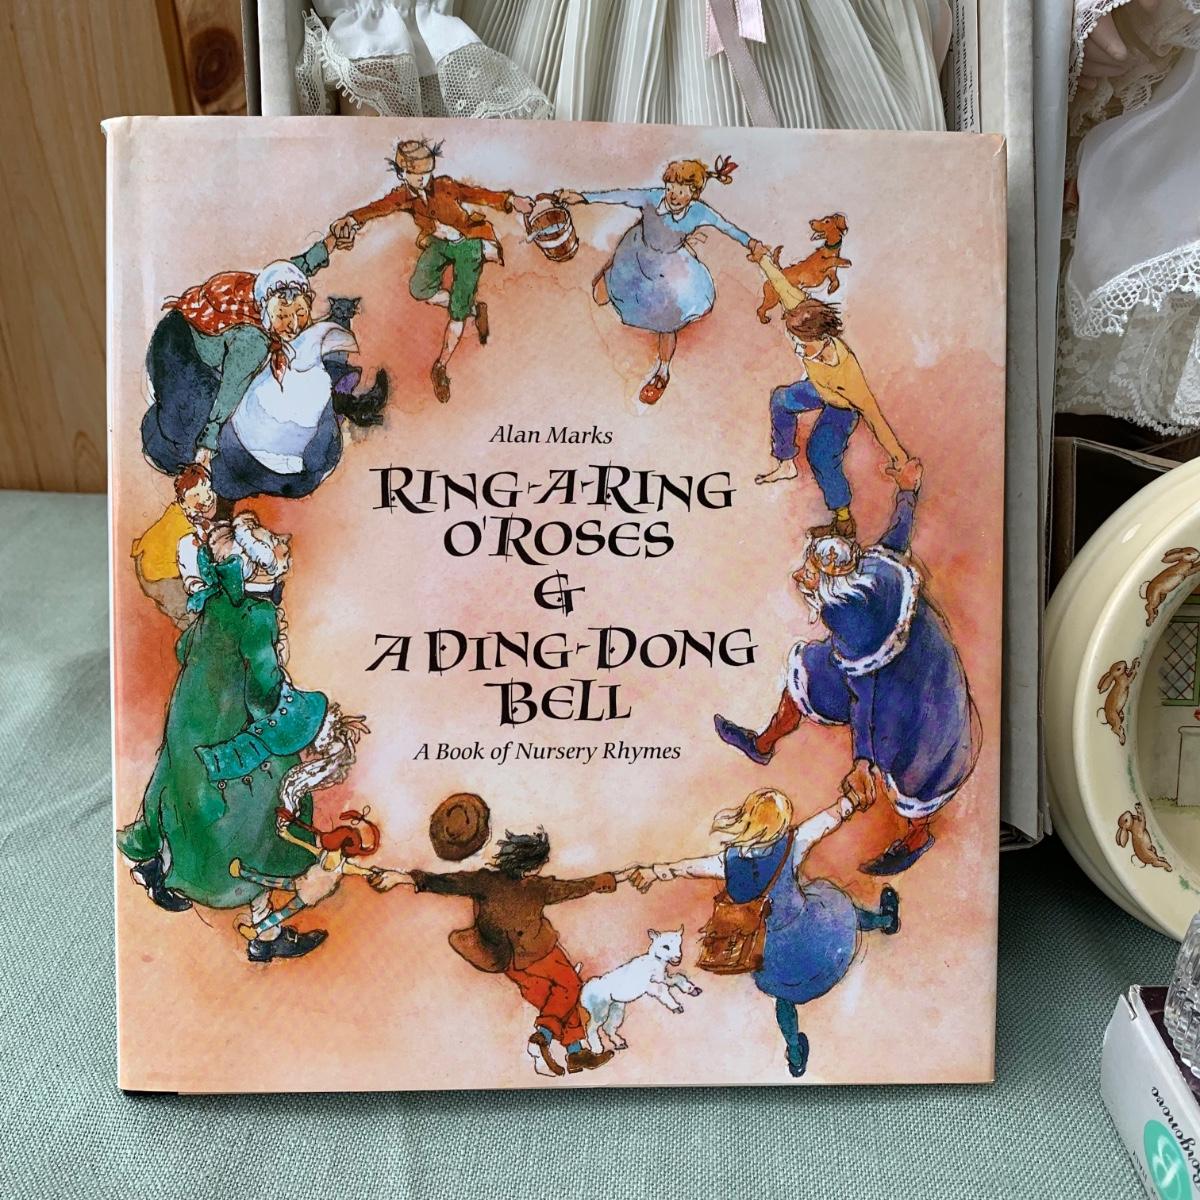 Alan Marks
RING-A-RING
O'ROSES
&
A DING-DONG
BELL
A Book of Nursery Rhymes